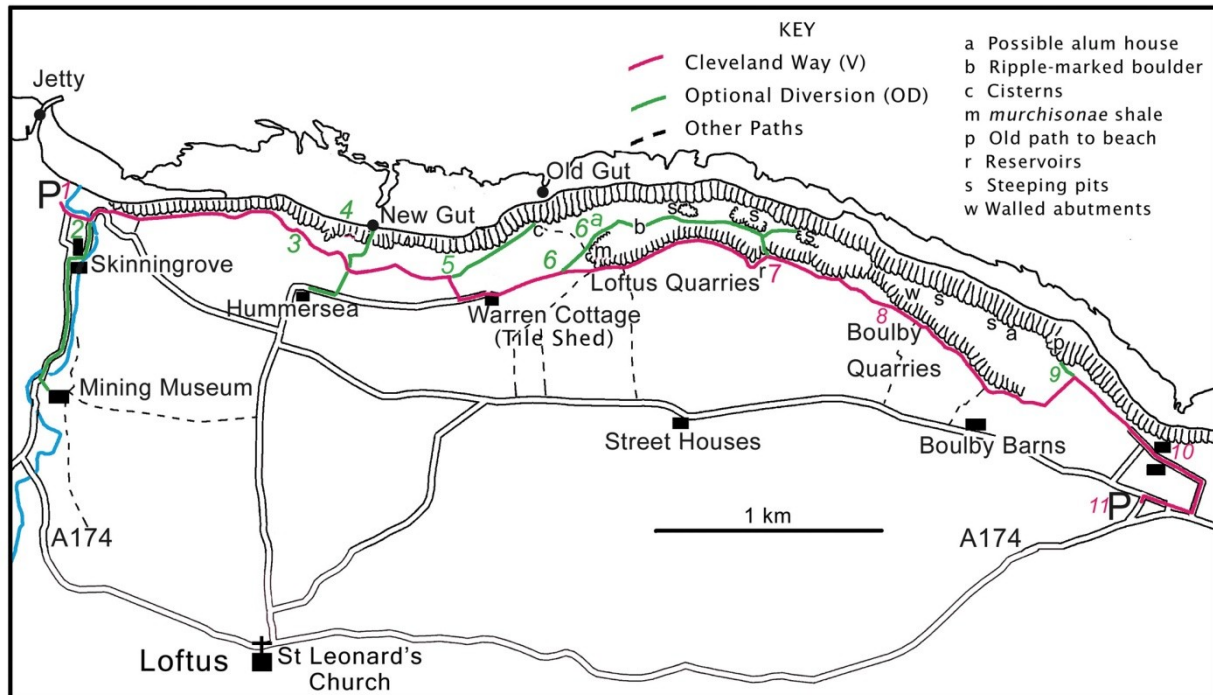 KEY
Cleveland Way (V)
Optional Diversion (OD)
Other Paths
a Possible alum house
b Ripple-marked boulder
c Cisterns
m murchisonae shale
p Old path to beach
r Reservoirs
s Steeping pits
w Walled abutments
Jetty
Old Gut
P 1
4
New Gut
s
s
2
3
c
6a
b
Skinningrove
5
6
m
Loftus Quarries
r
7
Hummersea
Warren Cottage
(Tile Shed)
w
s
8
Boulby
Quarries
s
a
p
9
Mining Museum
Street Houses
Boulby Barns
10
11 P
1 km
A174
A174
Loftus
St Leonard's
Church